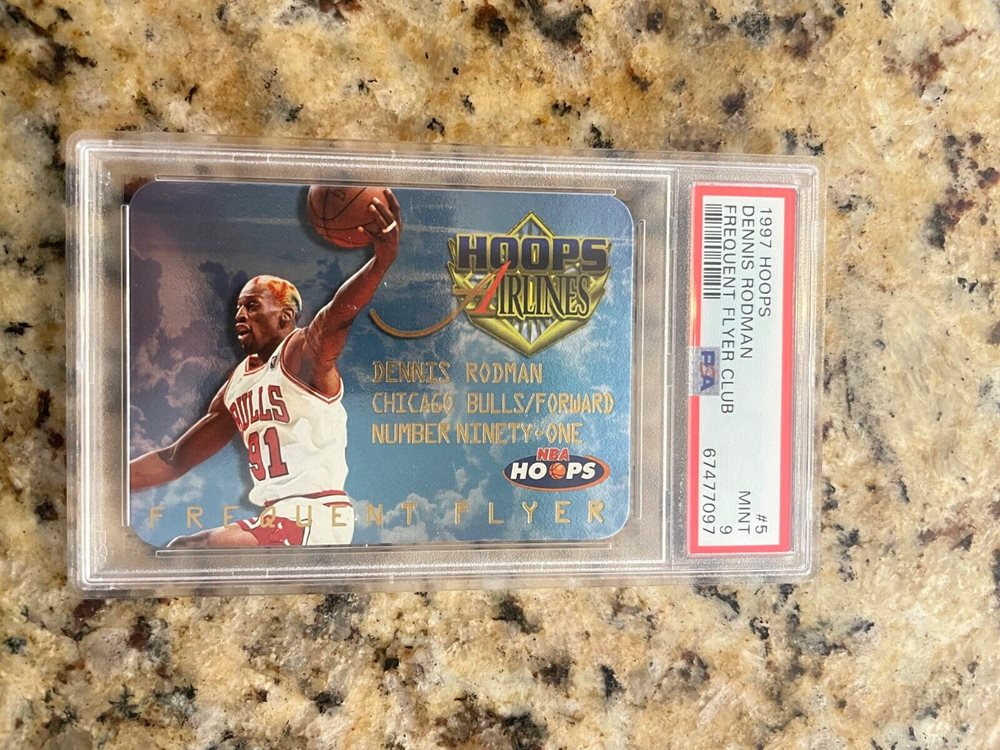 HOOPS
AIRLINES
DENNIS RODMAN
CHICAGO BULLS/FORWARD
NUMBER NINETY-ONE
NBA
HOOPS
BULLS
91
FREQUENT FLYER
1997 HOOPS #5
DENNIS RODMAN MINT
FREQUENT FLYER CLUB 9
PSA 67477097